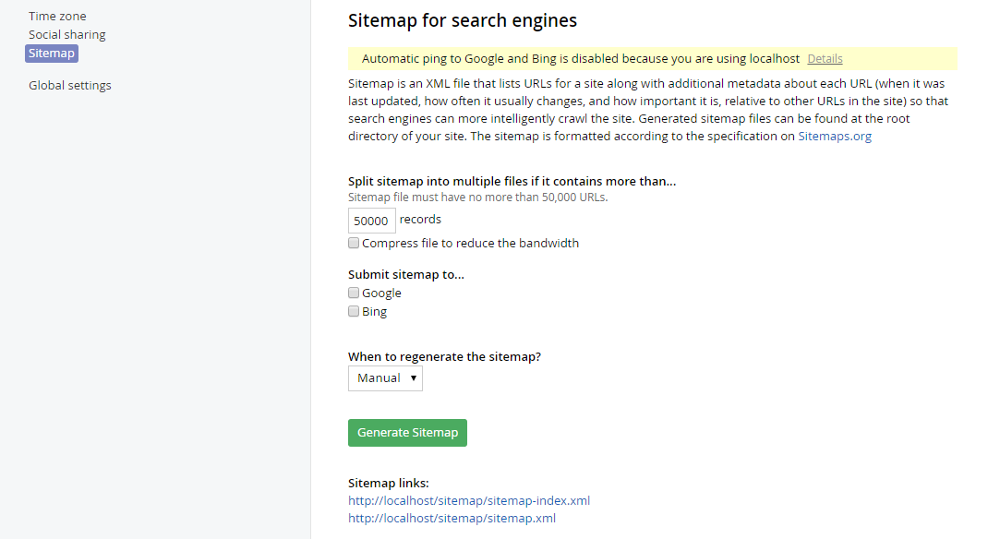 Time zone
Social sharing
Sitemap
Global settings
Sitemap for search engines
Automatic ping to Google and Bing is disabled because you are using localhost Details
Sitemap is an XML file that lists URLs for a site along with additional metadata about each URL (when it was
last updated, how often it usually changes, and how important it is, relative to other URLs in the site) so that
search engines can more intelligently crawl the site. Generated sitemap files can be found at the root
directory of your site. The sitemap is formatted according to the specification on Sitemaps.org
Split sitemap into multiple files if it contains more than...
Sitemap file must have no more than 50,000 URLs.
50000 records
Compress file to reduce the bandwidth
Submit sitemap to...
Google
Bing
When to regenerate the sitemap?
Manual
Generate Sitemap
Sitemap links:
http://localhost/sitemap/sitemap-index.xml
http://localhost/sitemap/sitemap.xml